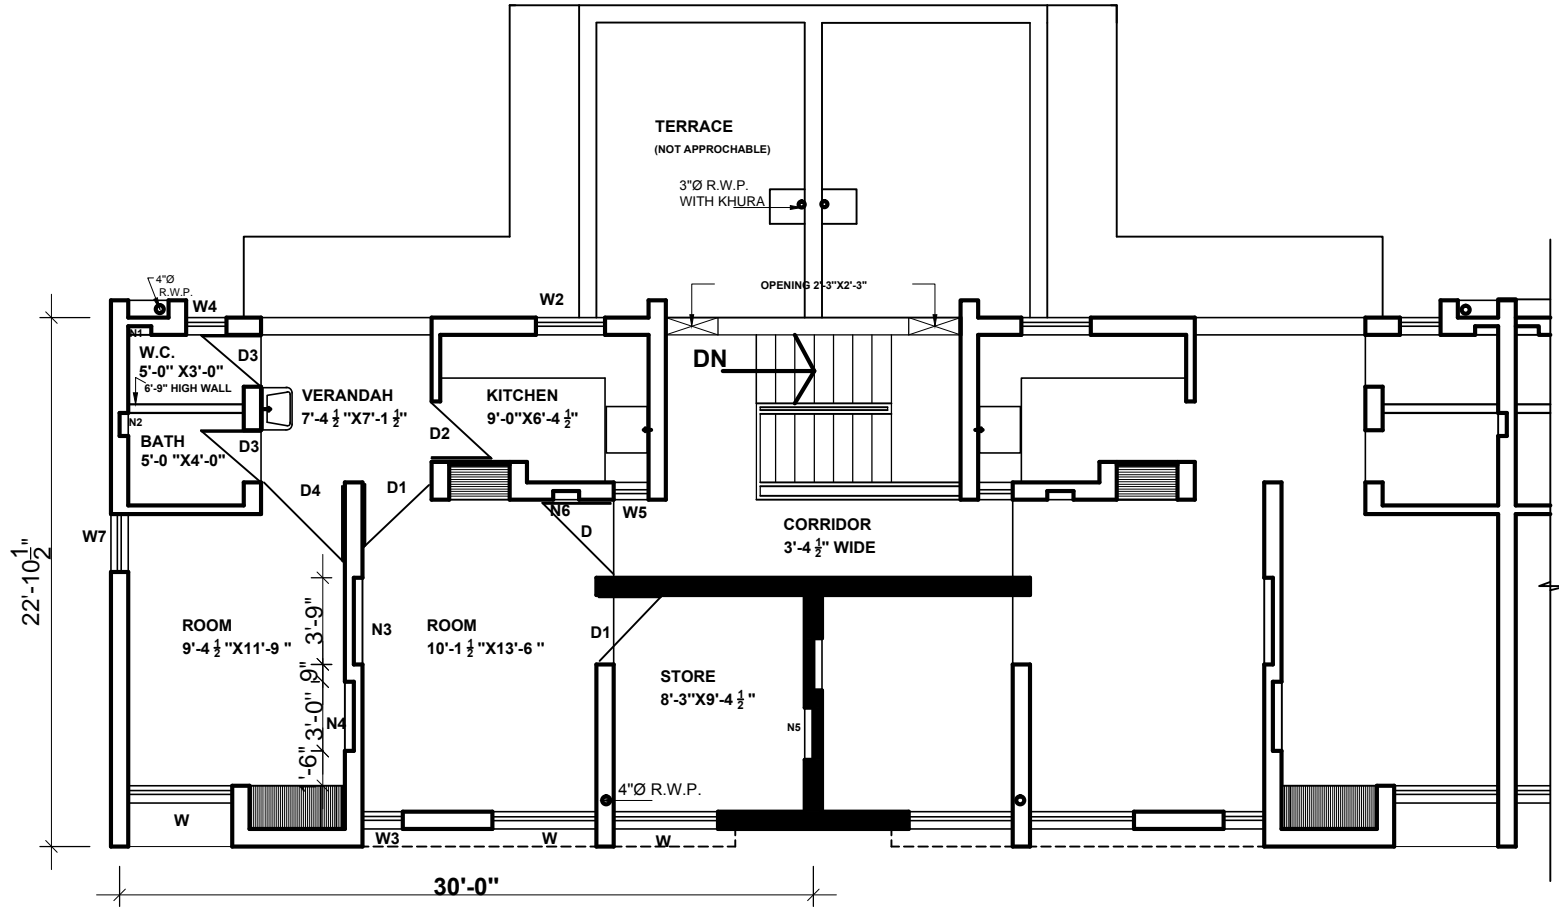 TERRACE
(NOT APPROCHABLE)
3"Ø R.W.P.
WITH KHURA
OPENING 2'-3"X2'-3"
4"Ø
R.W.P.
W4
W2
N1
W.C.
5'-0" X3'-0"
6'-9" HIGH WALL
D3
N2
BATH
5'-0 "X4'-0"
D3
VERANDAH
7'-4 1/2 "X7'-1 1/2"
KITCHEN
9'-0"X6'-4 1/2"
D2
DN
D4
D1
N6
D
W5
W7
CORRIDOR
3'-4 1/2" WIDE
22'-10 1/2"
ROOM
9'-4 1/2 "X11'-9 "
3'-9"
9"
3'-0"
'-6"
N3
N4
ROOM
10'-1 1/2 "X13'-6 "
D1
STORE
8'-3"X9'-4 1/2 "
N5
4"Ø R.W.P.
W
W3
W
W
30'-0"